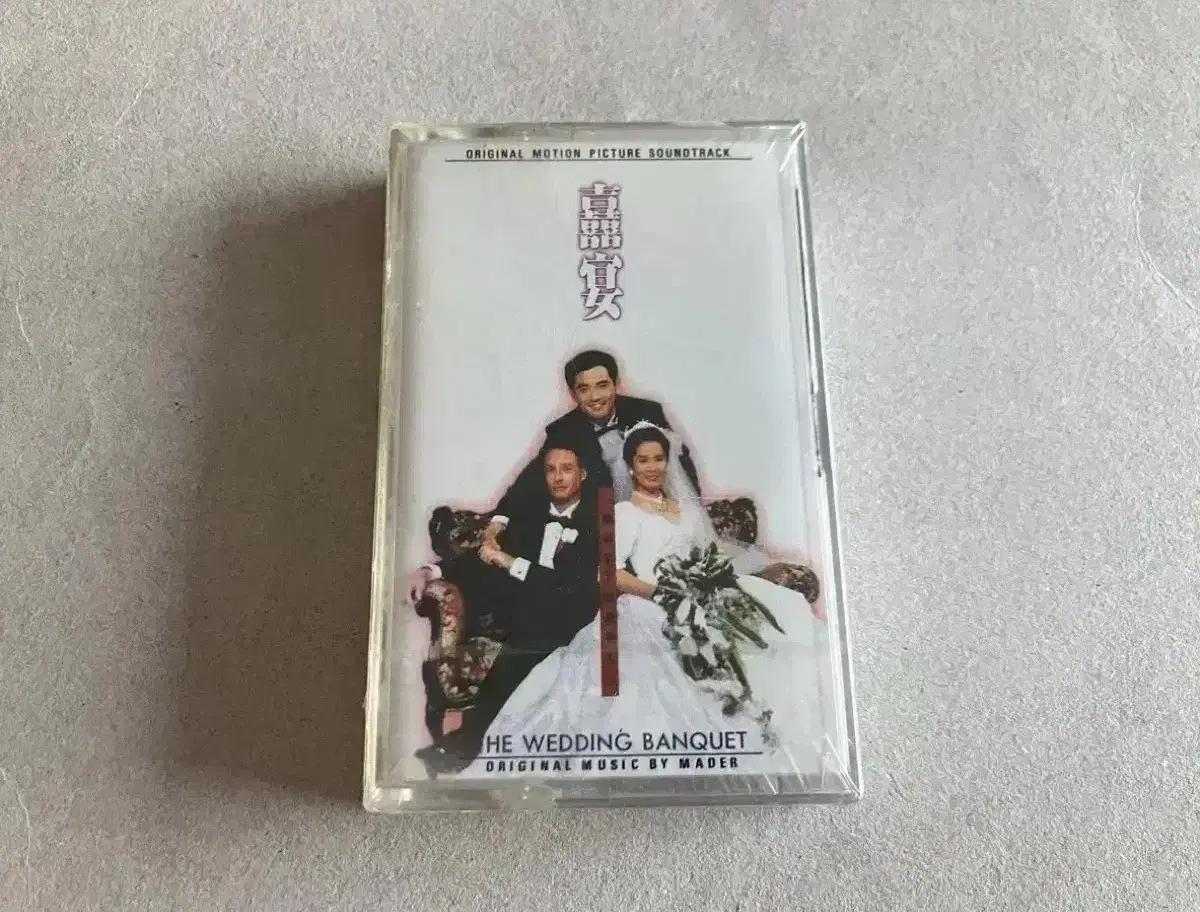 ORIGINAL MOTION PICTURE SOUNDTRACK
囍宴
HE WEDDING BANQUET
ORIGINAL MUSIC BY MADER